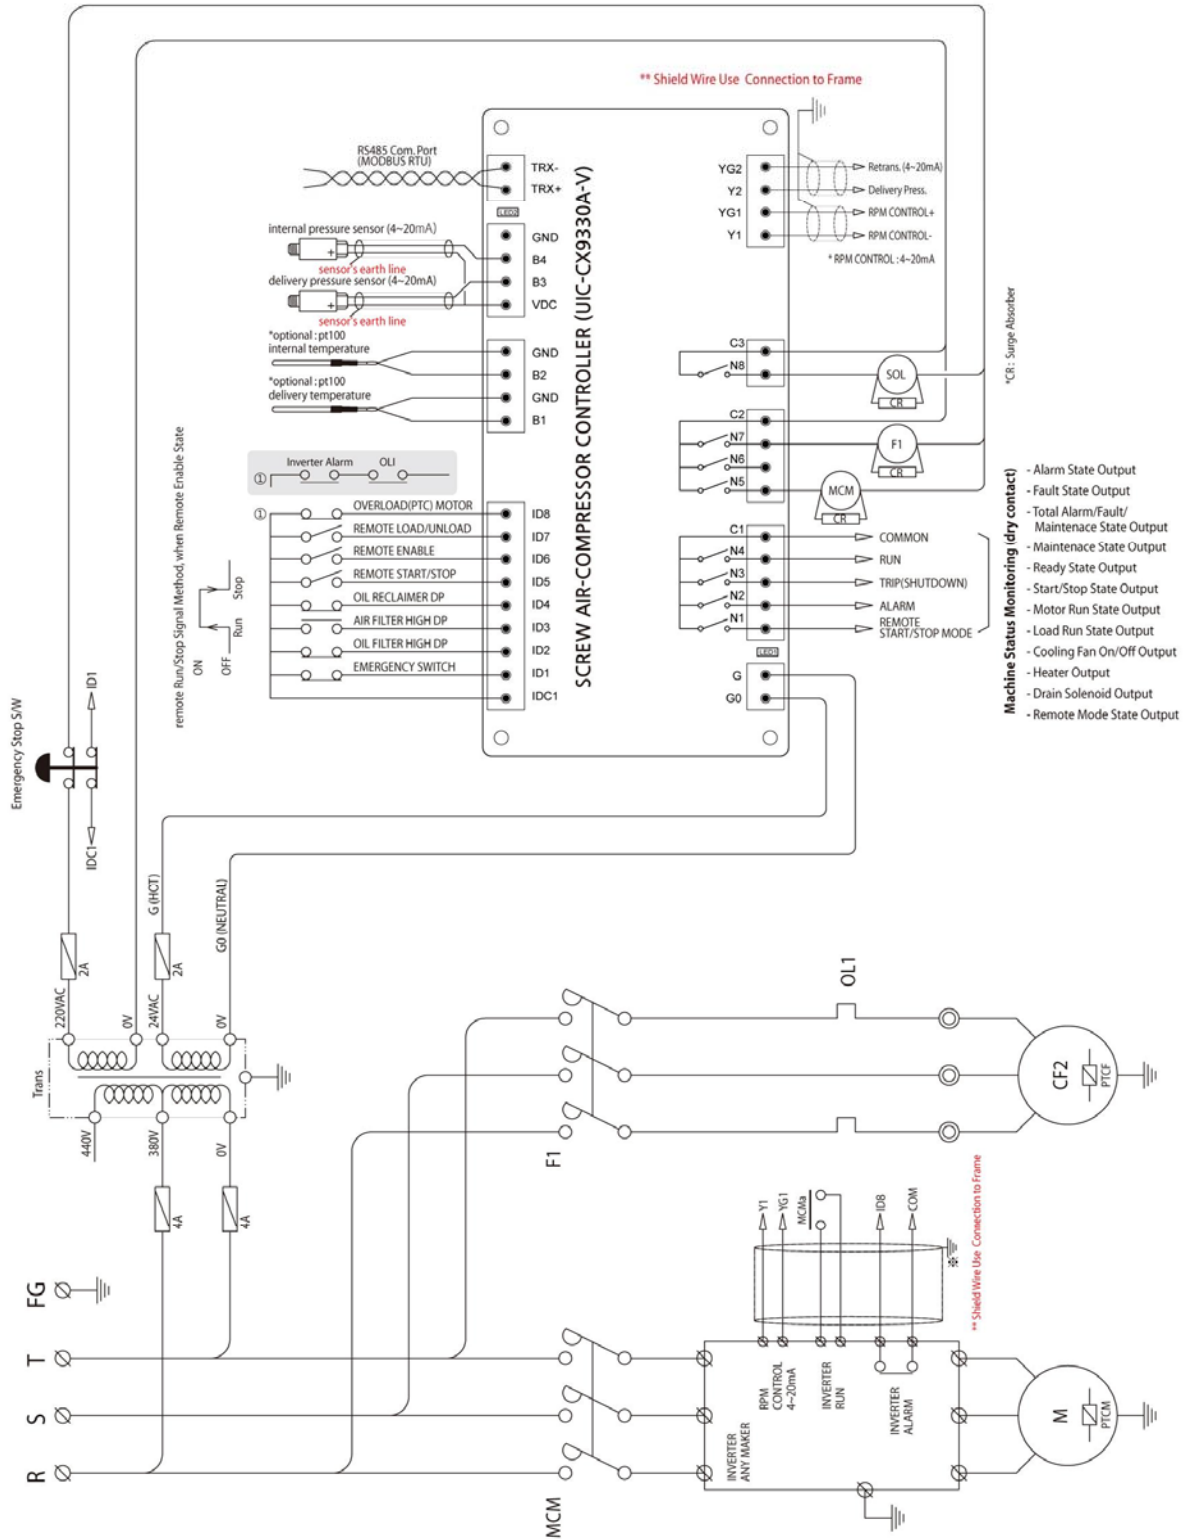 ** Shield Wire Use Connection to Frame
RS485 Com. Port
(MODBUS RTU)
TRX-
TRX+
LED2
internal pressure sensor (4~20mA)
sensor's earth line
delivery pressure sensor (4~20mA)
sensor's earth line
GND
B4
B3
VDC
*optional : pt100
internal temperature
*optional : pt100
delivery temperature
GND
B2
GND
B1
SCREW AIR-COMPRESSOR CONTROLLER (UIC-CX9330A-V)
YG2
Y2
YG1
Y1
Retrans. (4~20mA)
Delivery Press.
RPM CONTROL+
RPM CONTROL-
* RPM CONTROL : 4~20mA
*CR : Surge Absorber
C3
N8
SOL
CR
C2
N7
N6
N5
F1
CR
MCM
CR
C1
N4
N3
N2
N1
COMMON
RUN
TRIP(SHUTDOWN)
ALARM
REMOTE
START/STOP MODE
LED1
G
G0
Machine Status Monitoring (dry contact)
- Alarm State Output
- Fault State Output
- Total Alarm/Fault/
Maintenace State Output
- Maintenace State Output
- Ready State Output
- Start/Stop State Output
- Motor Run State Output
- Load Run State Output
- Cooling Fan On/Off Output
- Heater Output
- Drain Solenoid Output
- Remote Mode State Output
① Inverter Alarm OLI
① OVERLOAD(PTC) MOTOR ID8
REMOTE LOAD/UNLOAD ID7
REMOTE ENABLE ID6
REMOTE START/STOP ID5
OIL RECLAIMER DP ID4
AIR FILTER HIGH DP ID3
OIL FILTER HIGH DP ID2
EMERGENCY SWITCH ID1
IDC1
remote Run/Stop Signal Method, when Remote Enable State
ON
OFF
Run
Stop
Emergency Stop S/W
ID1
IDC1
2A
2A
G (HOT)
G0 (NEUTRAL)
220VAC
0V
24VAC
0V
Trans
440V
380V
0V
4A
4A
FG
T
S
R
F1
OL1
CF2
PTCF
MCM
INVERTER
ANY MAKER
RPM
CONTROL
4~20mA
INVERTER
RUN
INVERTER
ALARM
Y1
YG1
MCMa
ID8
COM
※
** Shield Wire Use Connection to Frame
M
PTCM